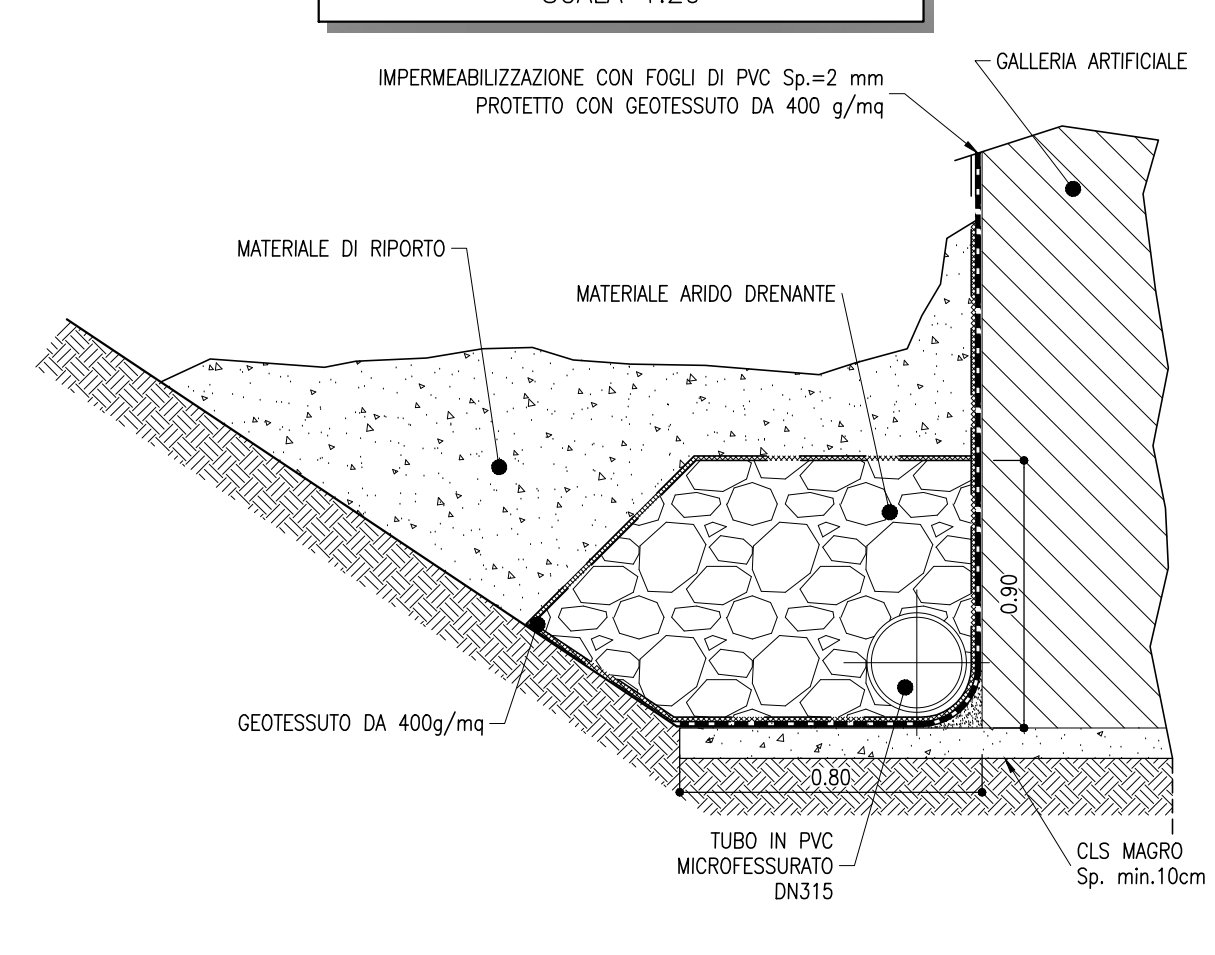 IMPERMEABILIZZAZIONE CON FOGLI DI PVC Sp.=2 mm
PROTETTO CON GEOTESSUTO DA 400 g/mq
GALLERIA ARTIFICIALE
MATERIALE DI RIPORTO
MATERIALE ARIDO DRENANTE
0.90
GEOTESSUTO DA 400g/mq
0.80
TUBO IN PVC
MICROFESSURATO
DN315
CLS MAGRO
Sp. min.10cm